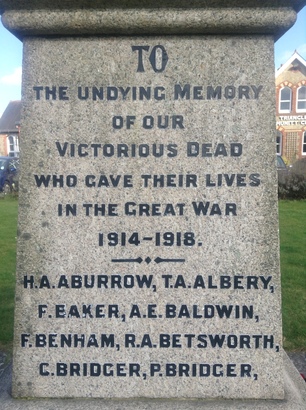 TO
THE UNDYING MEMORY
OF OUR
VICTORIOUS DEAD
WHO GAVE THEIR LIVES
IN THE GREAT WAR
1914-1918.
H.A.ABURROW, T.A.ALBERY,
F.EAKER, A.E.BALDWIN,
F.BENHAM, R.A.BETSWORTH,
C.BRIDGER, P.BRIDGER,
TRIANGLE